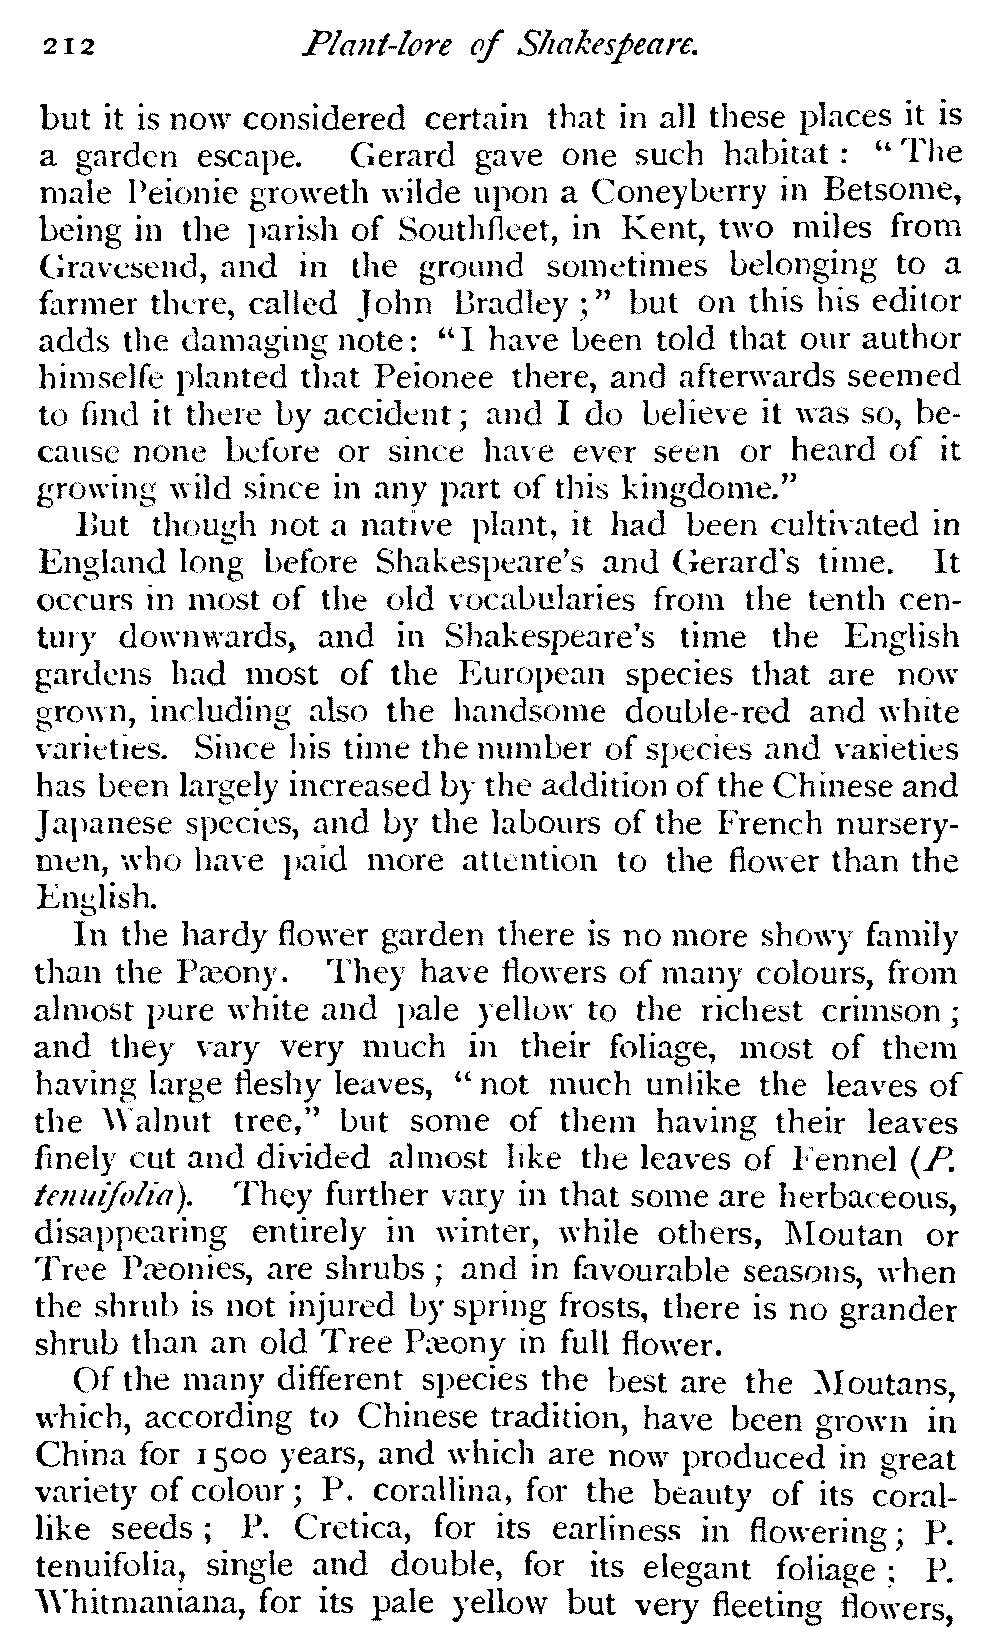 212 Plant-lore of Shakespeare.
but it is now considered certain that in all these places it is
a garden escape. Gerard gave one such habitat : “ The
male Peionie groweth wilde upon a Coneyberry in Betsome,
being in the parish of Southfleet, in Kent, two miles from
Gravesend, and in the ground sometimes belonging to a
farmer there, called John Bradley ;” but on this his editor
adds the damaging note : “I have been told that our author
himselfe planted that Peionee there, and afterwards seemed
to find it there by accident ; and I do believe it was so, be-
cause none before or since have ever seen or heard of it
growing wild since in any part of this kingdome.”
But though not a native plant, it had been cultivated in
England long before Shakespeare's and Gerard's time. It
occurs in most of the old vocabularies from the tenth cen-
tury downwards, and in Shakespeare's time the English
gardens had most of the European species that are now
grown, including also the handsome double-red and white
varieties. Since his time the number of species and varieties
has been largely increased by the addition of the Chinese and
Japanese species, and by the labours of the French nursery-
men, who have paid more attention to the flower than the
English.
In the hardy flower garden there is no more showy family
than the Pæony. They have flowers of many colours, from
almost pure white and pale yellow to the richest crimson ;
and they vary very much in their foliage, most of them
having large fleshy leaves, “ not much unlike the leaves of
the Walnut tree,” but some of them having their leaves
finely cut and divided almost like the leaves of Fennel (P.
tenuifolia). They further vary in that some are herbaceous,
disappearing entirely in winter, while others, Moutan or
Tree Pæonies, are shrubs ; and in favourable seasons, when
the shrub is not injured by spring frosts, there is no grander
shrub than an old Tree Pæony in full flower.
Of the many different species the best are the Moutans,
which, according to Chinese tradition, have been grown in
China for 1500 years, and which are now produced in great
variety of colour ; P. corallina, for the beauty of its coral-
like seeds ; P. Cretica, for its earliness in flowering ; P.
tenuifolia, single and double, for its elegant foliage ; P.
Whitmaniana, for its pale yellow but very fleeting flowers,